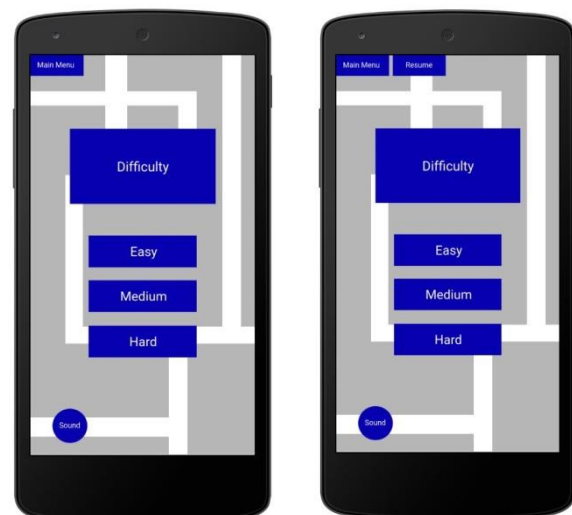 Main Menu
Difficulty
Easy
Medium
Hard
Sound
Main Menu
Resume
Difficulty
Easy
Medium
Hard
Sound